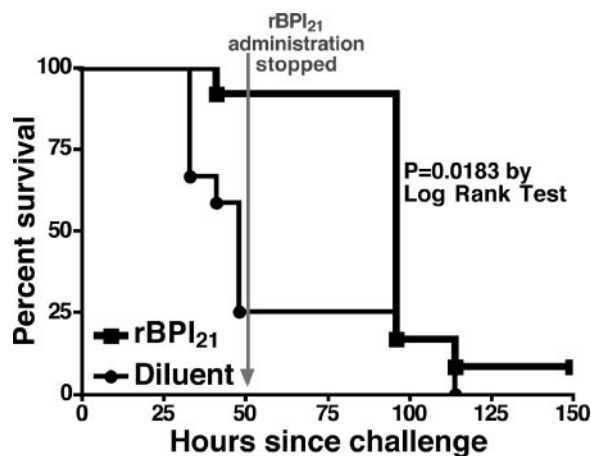 rBPI21
administration
stopped
100
75
50
25
0
Percent survival
P=0.0183 by
Log Rank Test
rBPI21
Diluent
0 25 50 75 100 125 150
Hours since challenge